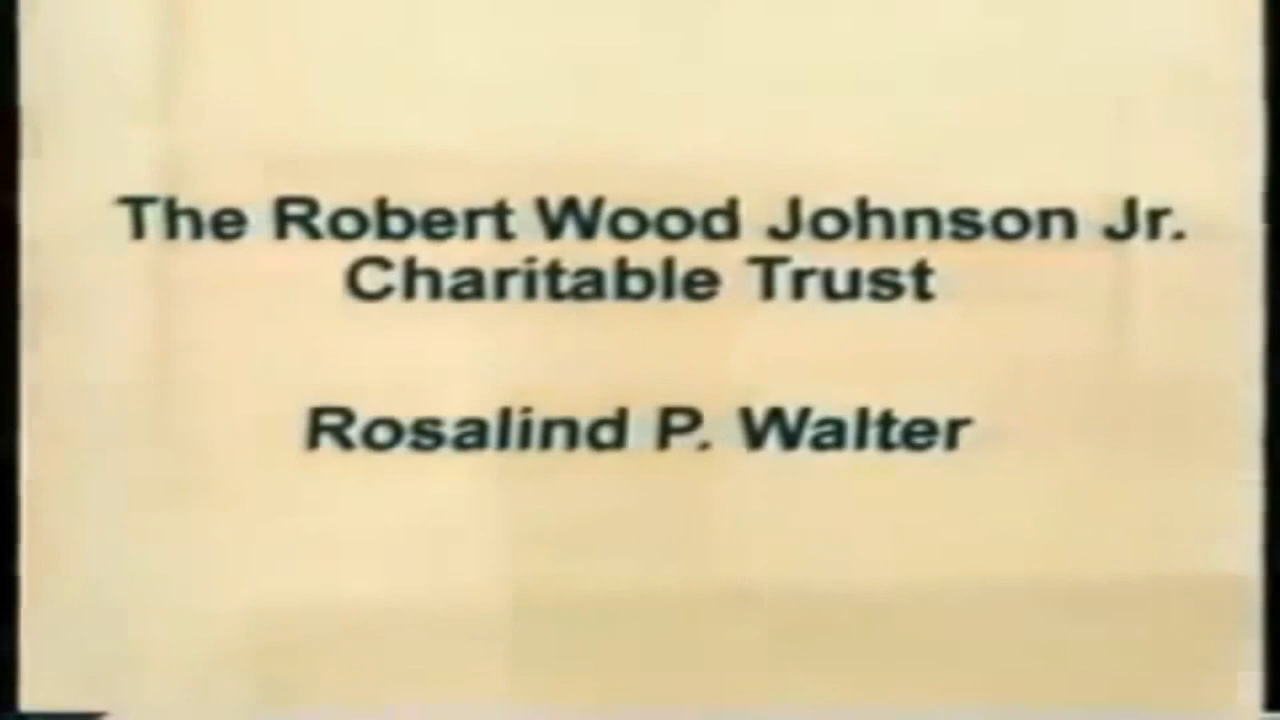 The Robert Wood Johnson Jr.
Charitable Trust
Rosalind P. Walter